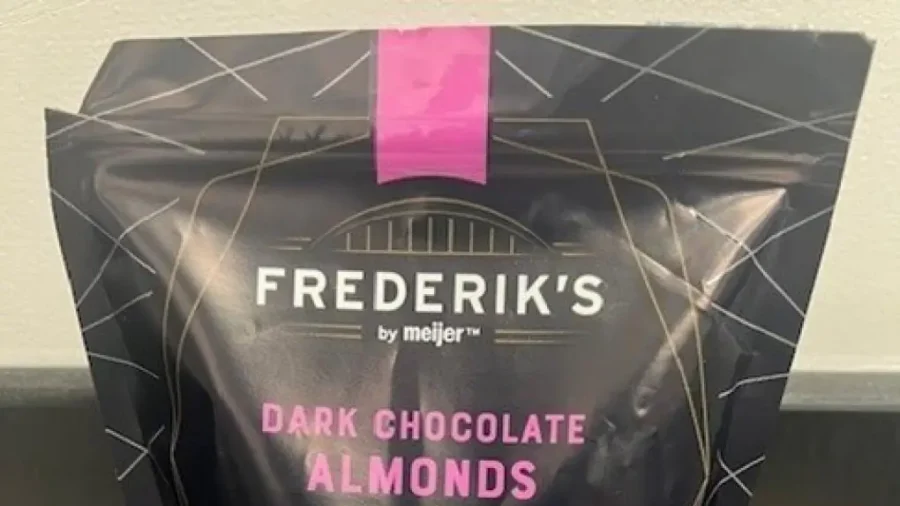 FREDERIK'S
by meijer™
DARK CHOCOLATE
ALMONDS